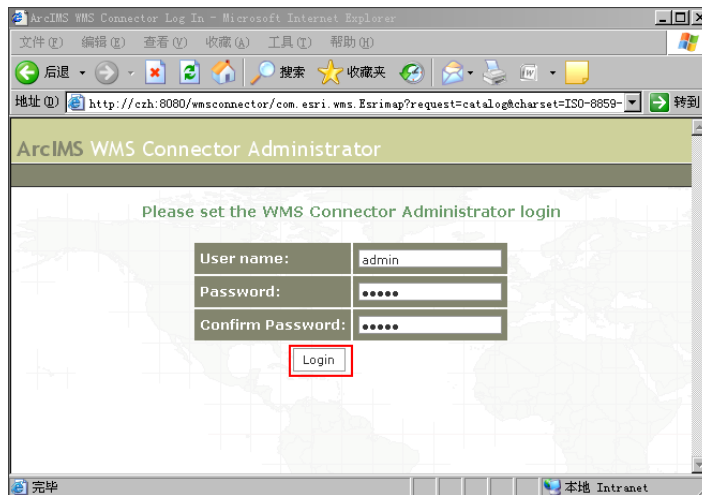 ArcIMS WMS Connector Log In - Microsoft Internet Explorer
文件(F) 编辑(E) 查看(V) 收藏(A) 工具(T) 帮助(H)
后退 搜索 收藏夹
地址(D) http://czh:8080/wmsconnector/com.esri.wms.Esrimap?request=catalog&charset=ISO-8859- 转到
ArcIMS WMS Connector Administrator
Please set the WMS Connector Administrator login
User name: admin
Password: •••••
Confirm Password: •••••
Login
完毕 本地 Intranet